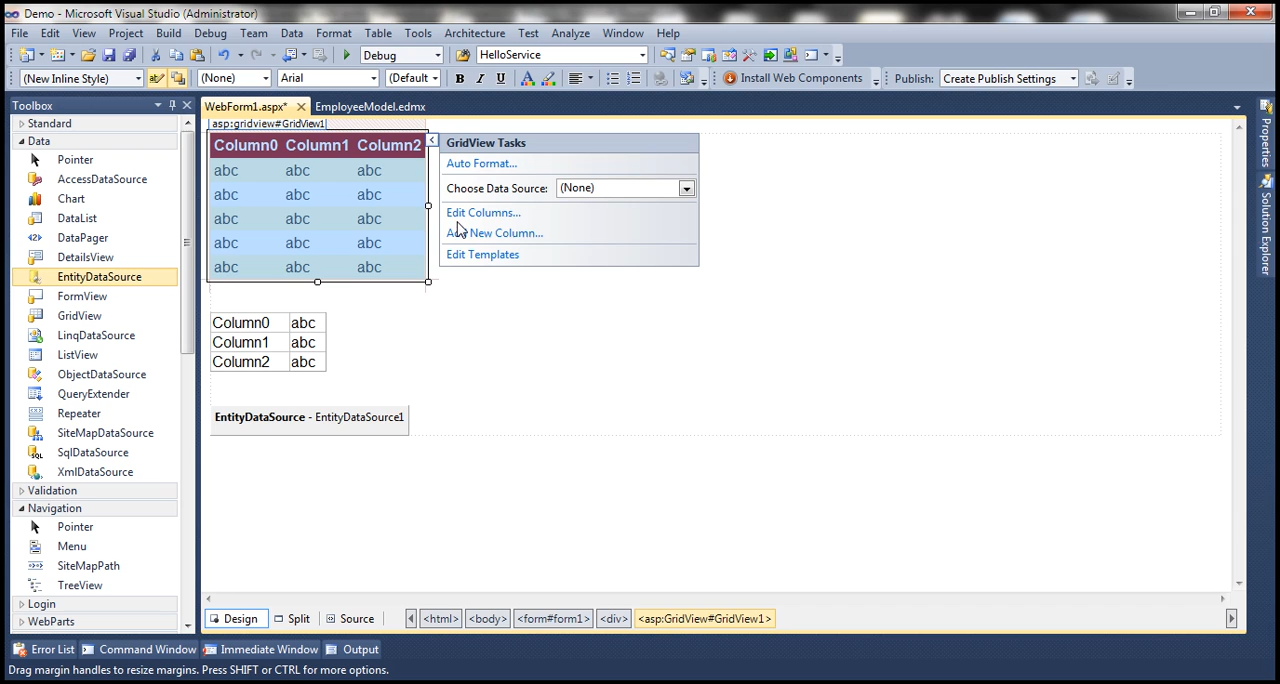 Demo - Microsoft Visual Studio (Administrator)
File Edit View Project Build Debug Team Data Format Table Tools Architecture Test Analyze Window Help
Debug HelloService
(New Inline Style) (None) Arial (Default B I U A Install Web Components Publish: Create Publish Settings
Toolbox WebForm1.aspx* EmployeeModel.edmx
Standard
Data
Pointer
AccessDataSource
Chart
DataList
DataPager
DetailsView
EntityDataSource
FormView
GridView
LinqDataSource
ListView
ObjectDataSource
QueryExtender
Repeater
SiteMapDataSource
SqlDataSource
XmlDataSource
Validation
Navigation
Pointer
Menu
SiteMapPath
TreeView
Login
WebParts
asp:gridview#GridView1
Column0 Column1 Column2
abc abc abc
abc abc abc
abc abc abc
abc abc abc
abc abc abc
GridView Tasks
Auto Format...
Choose Data Source: (None)
Edit Columns...
Add New Column...
Edit Templates
Column0 abc
Column1 abc
Column2 abc
EntityDataSource - EntityDataSource1
Properties
Solution Explorer
Design Split Source <html> <body> <form#form1> <div> <asp:GridView#GridView1>
Error List Command Window Immediate Window Output
Drag margin handles to resize margins. Press SHIFT or CTRL for more options.